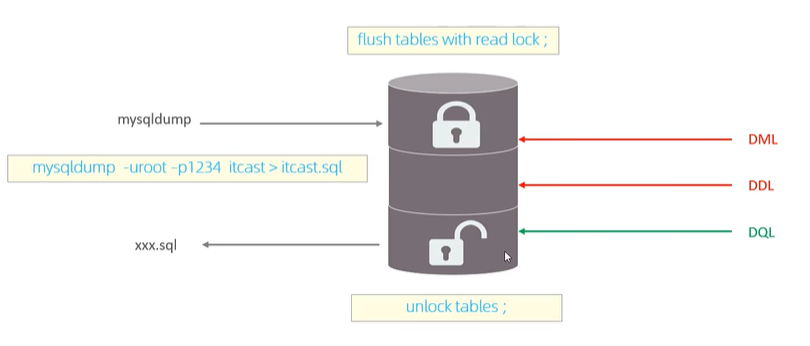 flush tables with read lock ;
mysqldump
DML
mysqldump -uroot –p1234 itcast > itcast.sql
DDL
DQL
xxx.sql
unlock tables ;